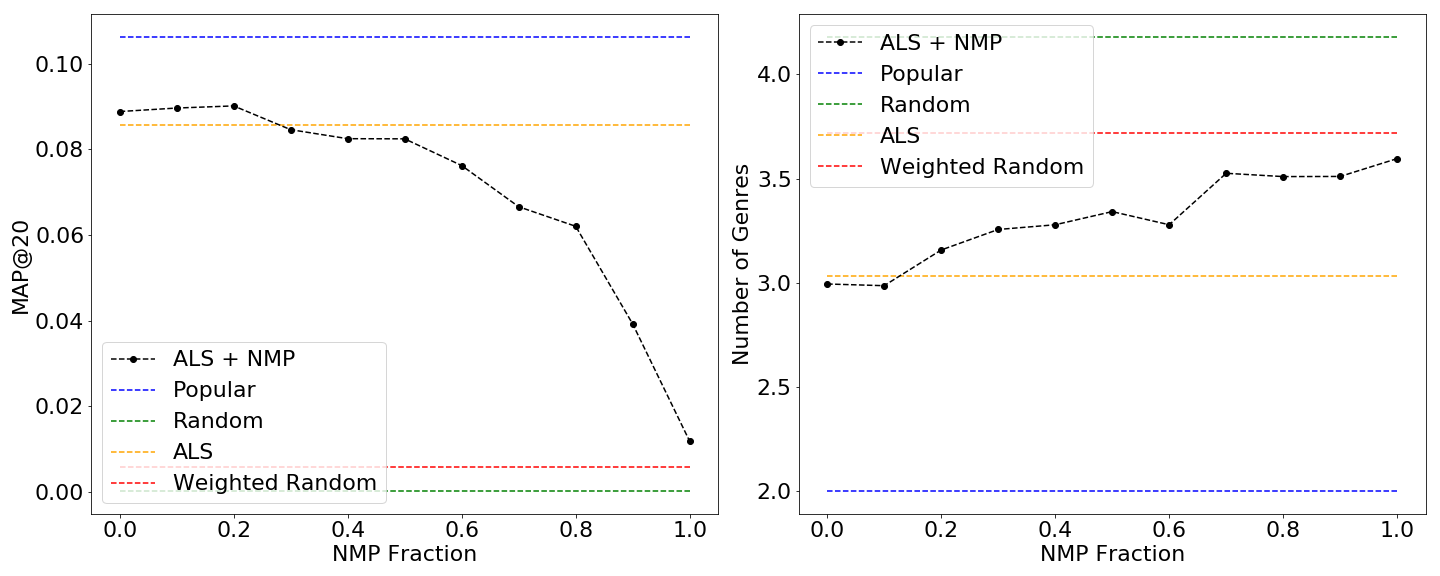 MAP@20
0.10
0.08
0.06
0.04
0.02
0.00
ALS + NMP
Popular
Random
ALS
Weighted Random
0.0 0.2 0.4 0.6 0.8 1.0
NMP Fraction
Number of Genres
4.0
3.5
3.0
2.5
2.0
ALS + NMP
Popular
Random
ALS
Weighted Random
0.0 0.2 0.4 0.6 0.8 1.0
NMP Fraction